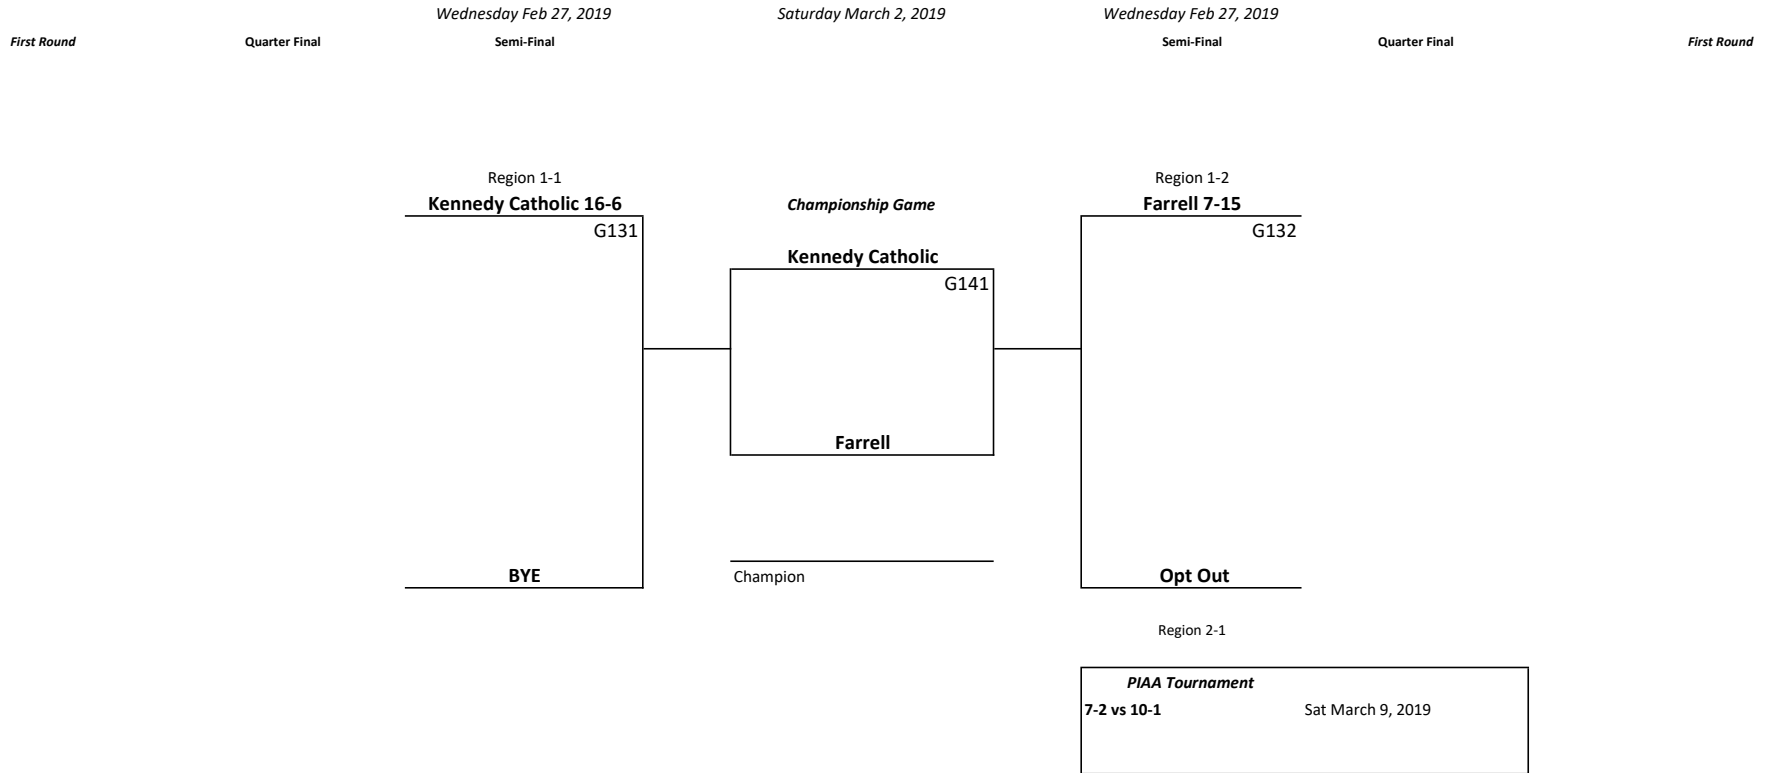 Wednesday Feb 27, 2019 Saturday March 2, 2019 Wednesday Feb 27, 2019
First Round Quarter Final Semi-Final Semi-Final Quarter Final First Round
Region 1-1 Region 1-2
Kennedy Catholic 16-6 Championship Game Farrell 7-15
G131 G132
Kennedy Catholic
G141
Farrell
BYE Champion Opt Out
Region 2-1
PIAA Tournament
7-2 vs 10-1 Sat March 9, 2019